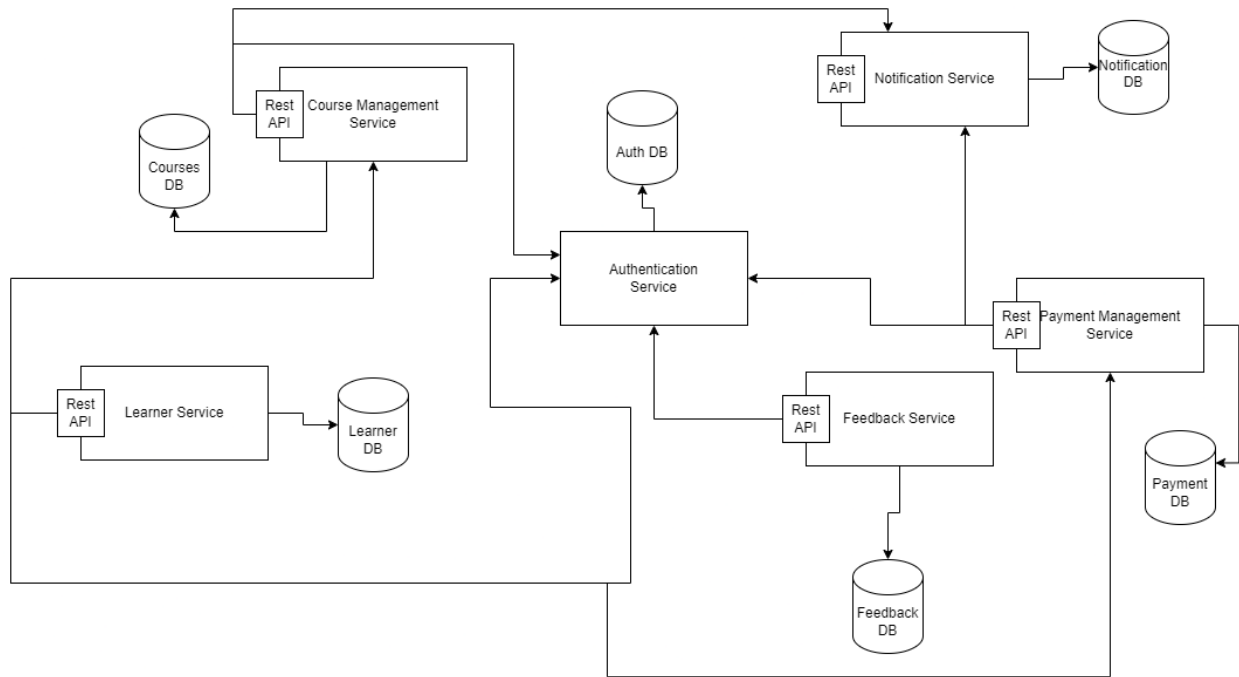 Rest
API
Notification Service
Notification
DB
Rest
API
Course Management
Service
Courses
DB
Auth DB
Authentication
Service
Rest
API
Payment Management
Service
Rest
API
Learner Service
Learner
DB
Rest
API
Feedback Service
Payment
DB
Feedback
DB